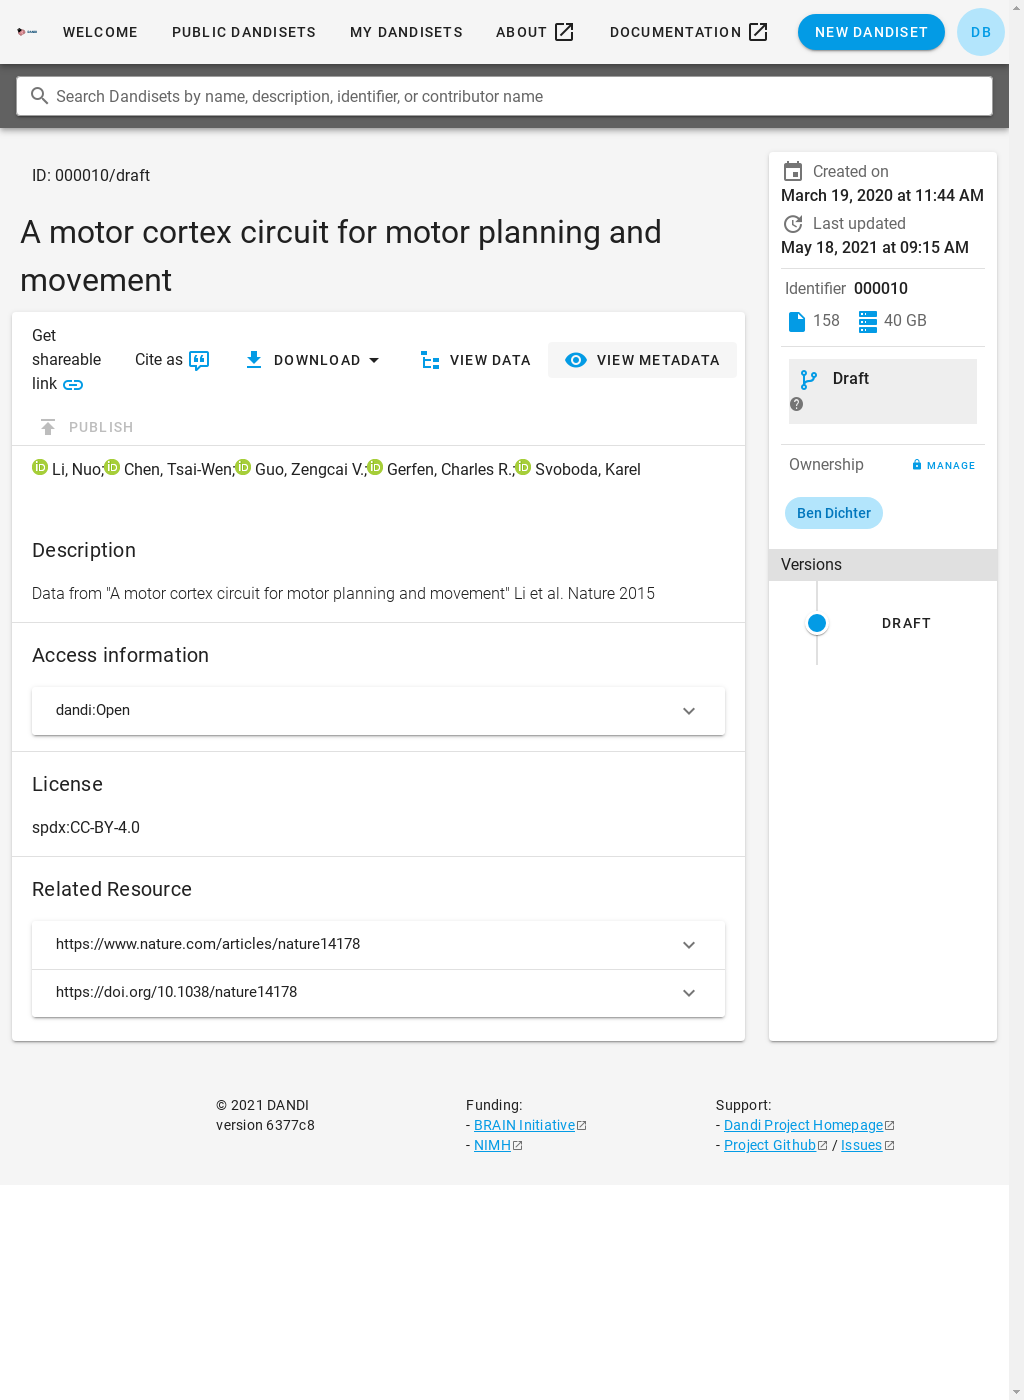 DANDI
WELCOME
PUBLIC DANDISETS
MY DANDISETS
ABOUT
DOCUMENTATION
NEW DANDISET
DB
Search Dandisets by name, description, identifier, or contributor name
ID: 000010/draft
A motor cortex circuit for motor planning and
movement
Get
shareable
link
Cite as
DOWNLOAD
VIEW DATA
VIEW METADATA
PUBLISH
iD Li, Nuo; iD Chen, Tsai-Wen; iD Guo, Zengcai V.; iD Gerfen, Charles R.; iD Svoboda, Karel
Description
Data from "A motor cortex circuit for motor planning and movement" Li et al. Nature 2015
Access information
dandi:Open
License
spdx:CC-BY-4.0
Related Resource
https://www.nature.com/articles/nature14178
https://doi.org/10.1038/nature14178
Created on
March 19, 2020 at 11:44 AM
Last updated
May 18, 2021 at 09:15 AM
Identifier 000010
158
40 GB
Draft
?
Ownership
MANAGE
Ben Dichter
Versions
DRAFT
© 2021 DANDI
version 6377c8
Funding:
- BRAIN Initiative
- NIMH
Support:
- Dandi Project Homepage
- Project Github / Issues